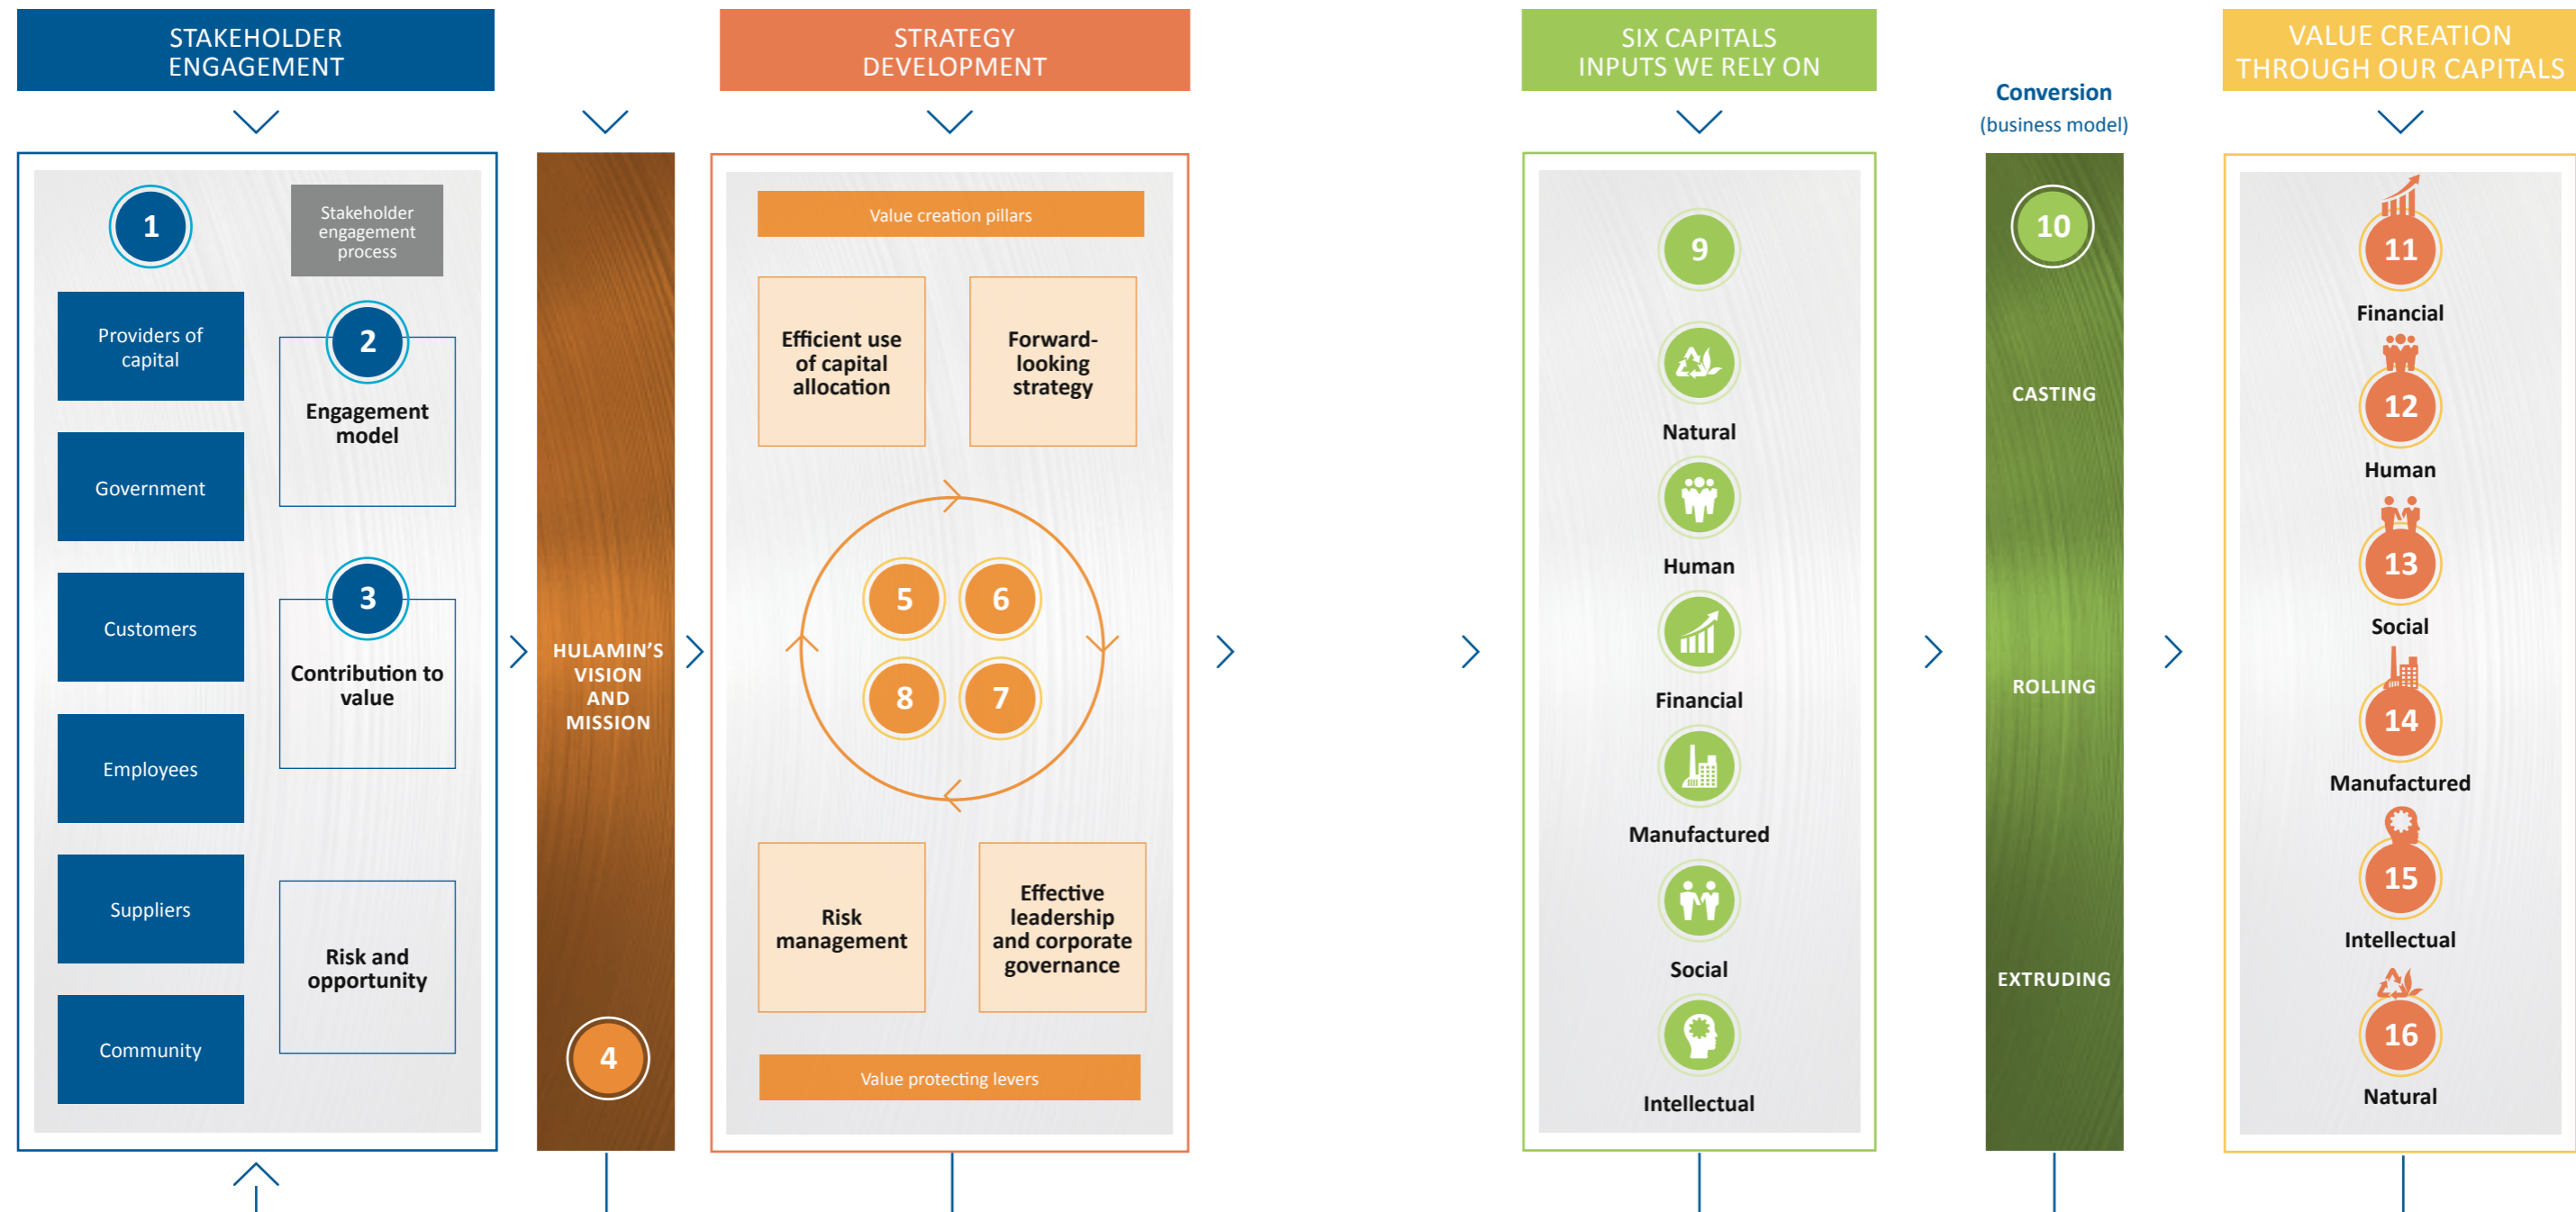 STAKEHOLDER
ENGAGEMENT
1
Stakeholder
engagement
process
Providers of
capital
Government
Customers
Employees
Suppliers
Community
2
Engagement
model
3
Contribution to
value
Risk and
opportunity
HULAMIN’S
VISION
AND
MISSION
4
STRATEGY
DEVELOPMENT
Value creation pillars
Efficient use
of capital
allocation
Forward-
looking
strategy
5
6
8
7
Risk
management
Effective
leadership
and corporate
governance
Value protecting levers
SIX CAPITALS
INPUTS WE RELY ON
9
Natural
Human
Financial
Manufactured
Social
Intellectual
Conversion
(business model)
10
CASTING
ROLLING
EXTRUDING
VALUE CREATION
THROUGH OUR CAPITALS
11
Financial
12
Human
13
Social
14
Manufactured
15
Intellectual
16
Natural